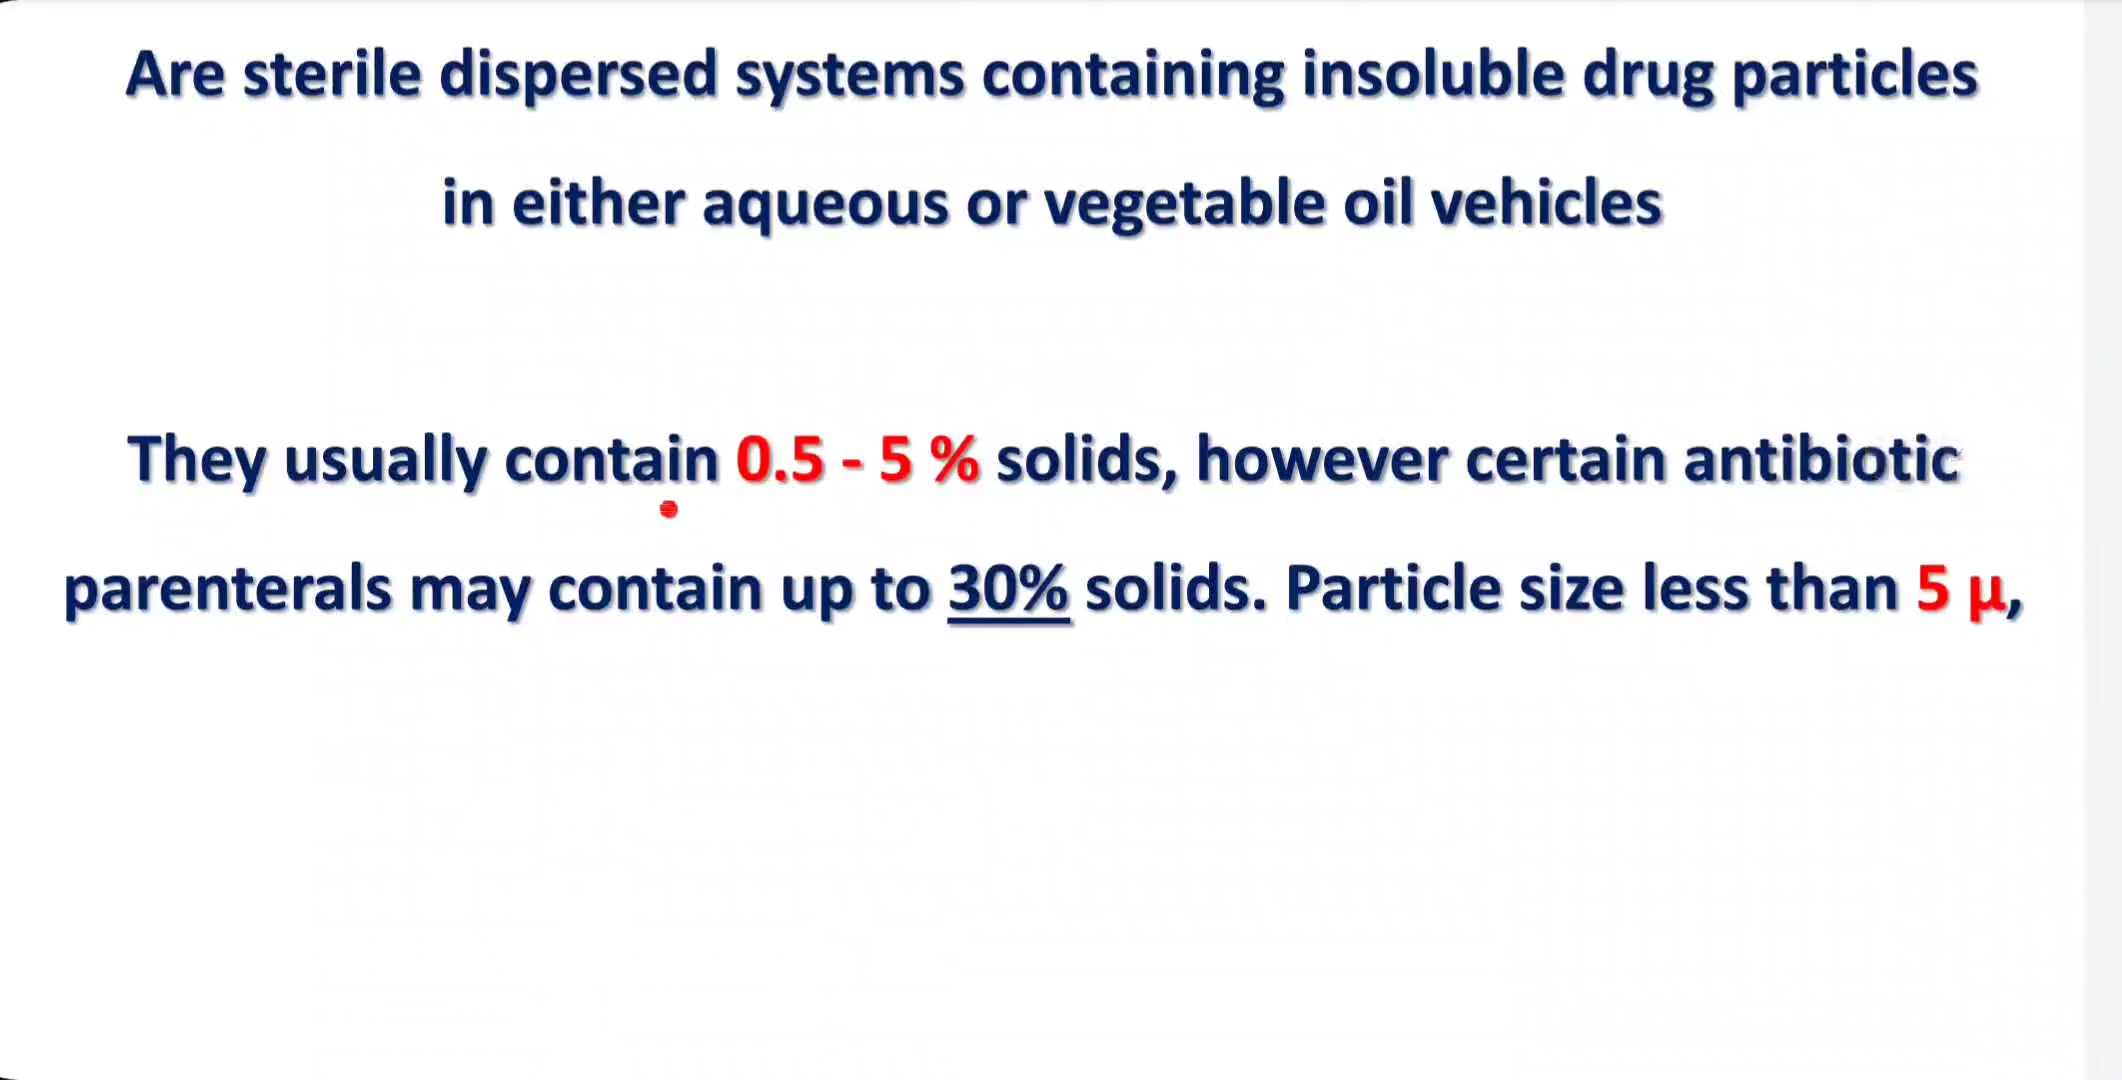 Are sterile dispersed systems containing insoluble drug particles
in either aqueous or vegetable oil vehicles
They usually contain 0.5 - 5 % solids, however certain antibiotic
parenterals may contain up to 30% solids. Particle size less than 5 μ,